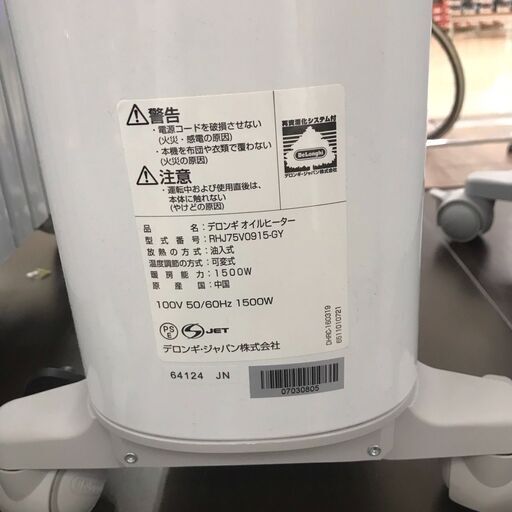 警告
・電源コードを破損させない
(火災・感電の原因)
・本機を布団や衣類で覆わない
(火災の原因)
注意
・運転中および使用直後は、
本体に触れない
(やけどの原因)
再資源化システム付
DeLonghi
デロンギ・ジャパン株式会社
品名:デロンギ オイルヒーター
型式番号:RHJ75V0915-GY
放熱の方式:油入式
温度調節の方式:可変式
暖房能力:1500W
原産国:中国
100V 50/60Hz 1500W
PS
E
S JET
デロンギ・ジャパン株式会社
DHRC-160319
6511010721
64124 JN
07030805